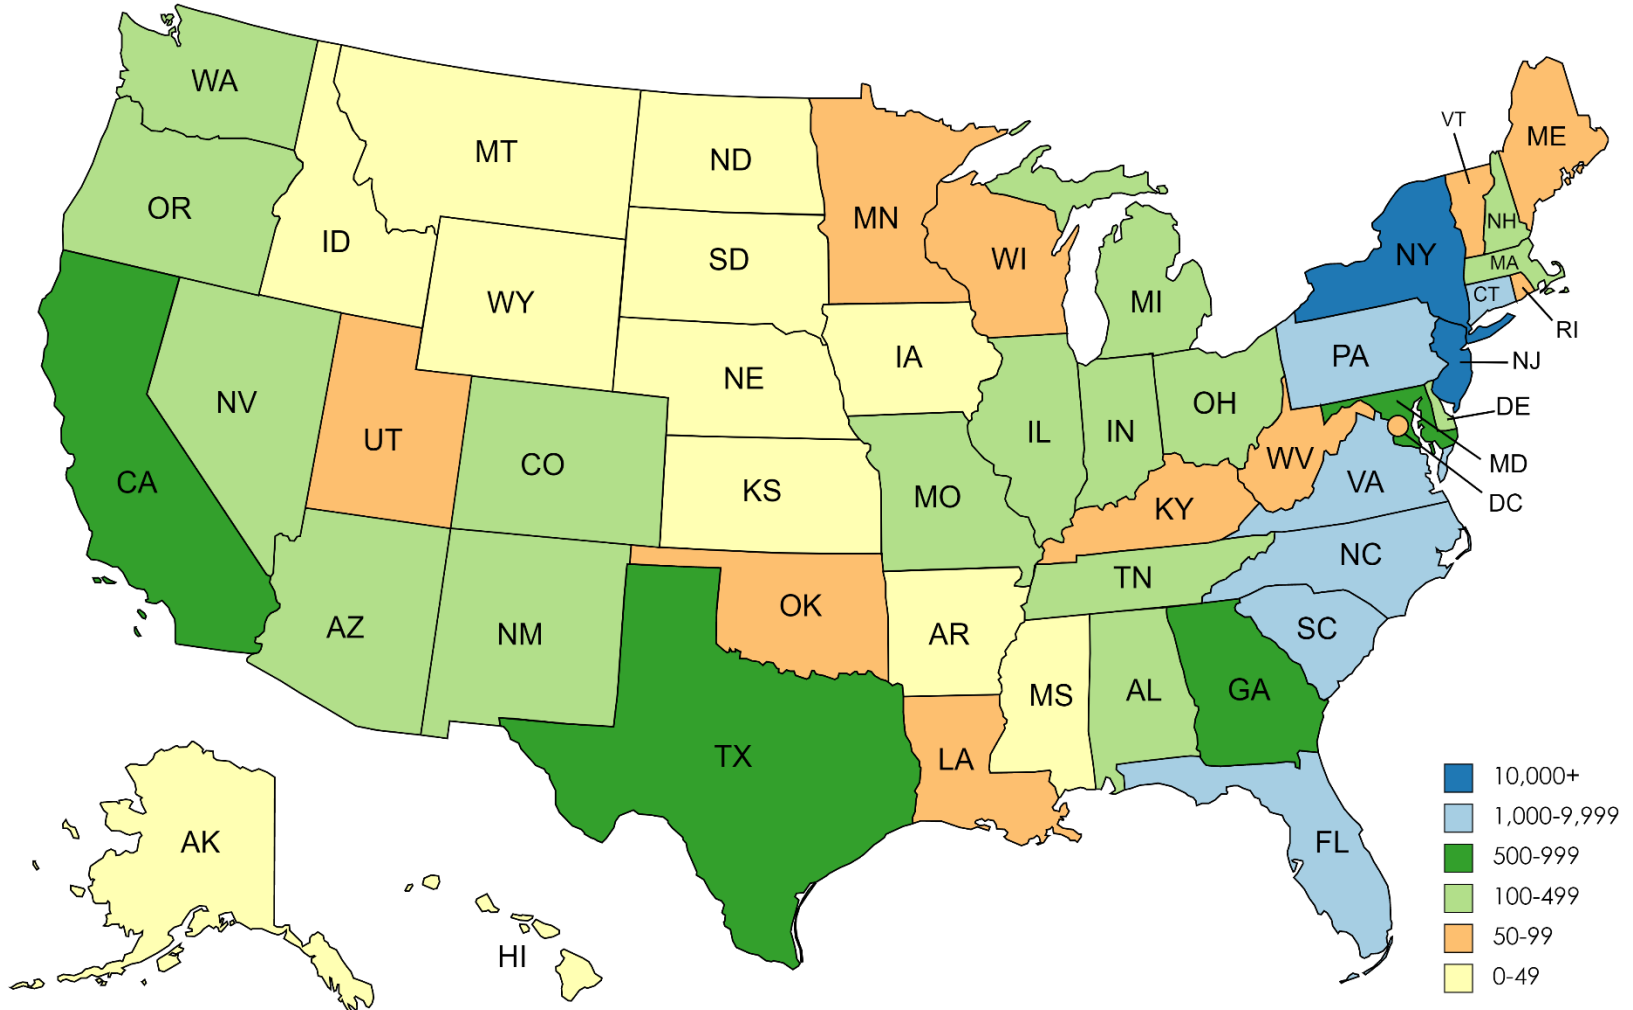 WA
MT
ND
VT
ME
OR
ID
MN
SD
WI
NH
NY
MA
WY
MI
CT
RI
IA
PA
NJ
NE
NV
OH
DE
UT
IL
IN
CO
WV
MD
CA
KS
MO
VA
KY
DC
NC
TN
OK
AZ
NM
AR
SC
MS
AL
GA
TX
LA
AK
FL
HI
10,000+
1,000-9,999
500-999
100-499
50-99
0-49